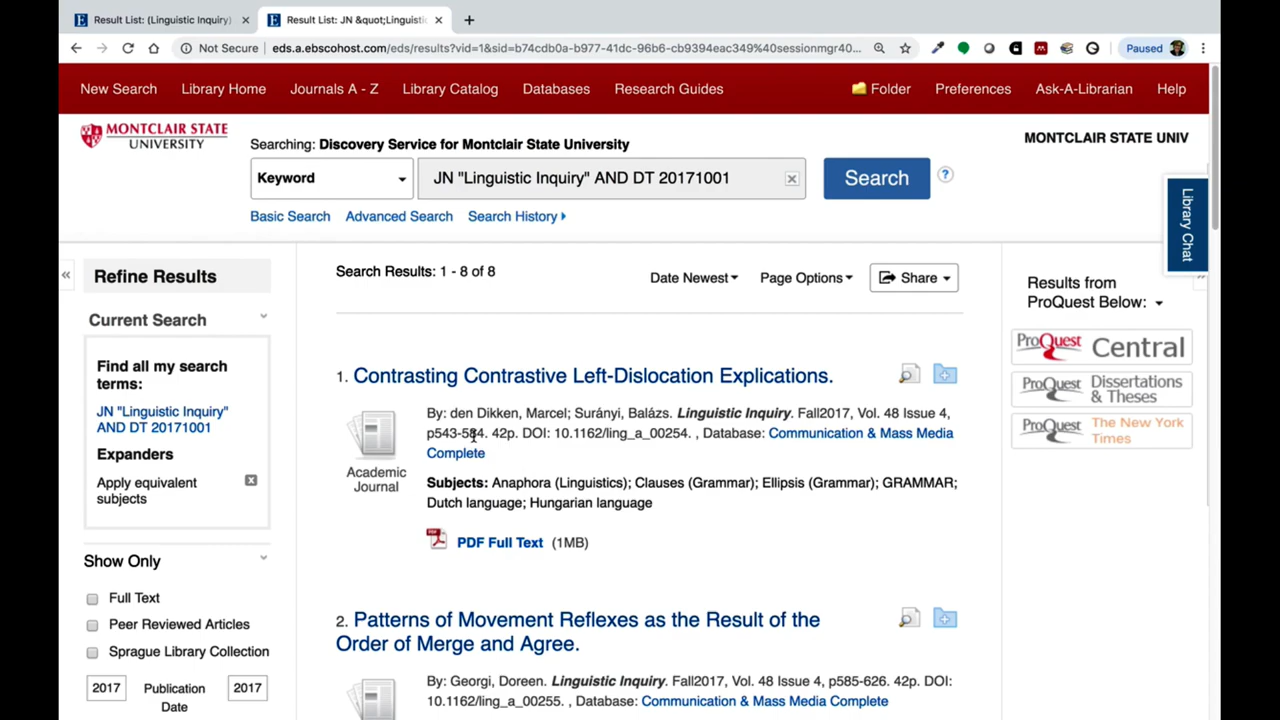 Result List: (Linguistic Inquiry)
Result List: JN &quot;Linguistic
Not Secure
eds.a.ebscohost.com/eds/results?vid=1&sid=b74cdb0a-b977-41dc-96b6-cb9394eac349%40sessionmgr40...
Paused
New Search
Library Home
Journals A - Z
Library Catalog
Databases
Research Guides
Folder
Preferences
Ask-A-Librarian
Help
MONTCLAIR STATE
UNIVERSITY
Searching: Discovery Service for Montclair State University
MONTCLAIR STATE UNIV
Keyword
JN "Linguistic Inquiry" AND DT 20171001
Search
Basic Search
Advanced Search
Search History
Library Chat
Refine Results
Current Search
Find all my search
terms:
JN "Linguistic Inquiry"
AND DT 20171001
Expanders
Apply equivalent
subjects
Show Only
Full Text
Peer Reviewed Articles
Sprague Library Collection
2017
Publication
Date
2017
Search Results: 1 - 8 of 8
Date Newest
Page Options
Share
1. Contrasting Contrastive Left-Dislocation Explications.
Academic
Journal
By: den Dikken, Marcel; Surányi, Balázs. Linguistic Inquiry. Fall2017, Vol. 48 Issue 4,
p543-584. 42p. DOI: 10.1162/ling_a_00254. , Database: Communication & Mass Media
Complete
Subjects: Anaphora (Linguistics); Clauses (Grammar); Ellipsis (Grammar); GRAMMAR;
Dutch language; Hungarian language
PDF Full Text (1MB)
2. Patterns of Movement Reflexes as the Result of the
Order of Merge and Agree.
By: Georgi, Doreen. Linguistic Inquiry. Fall2017, Vol. 48 Issue 4, p585-626. 42p. DOI:
10.1162/ling_a_00255. , Database: Communication & Mass Media Complete
Results from
ProQuest Below:
ProQuest Central
ProQuest Dissertations
& Theses
ProQuest The New York
Times